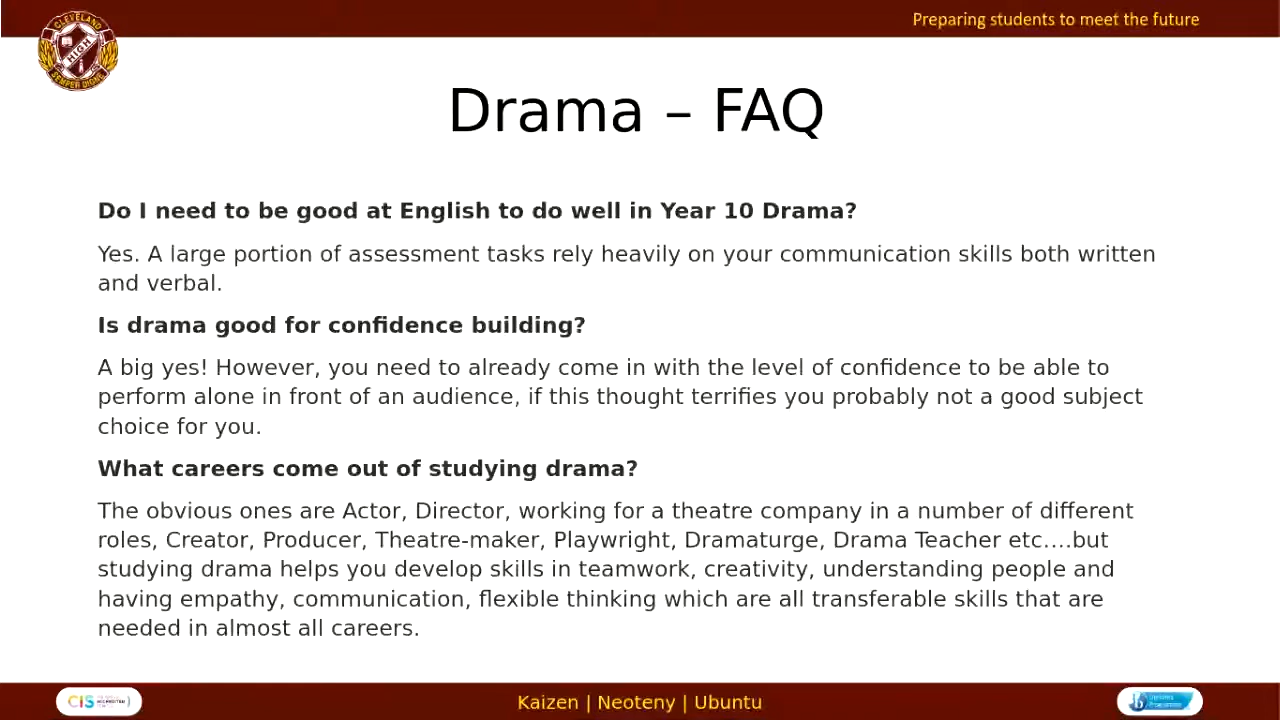 Preparing students to meet the future
CLEVELAND
HIGH
SEMPER DIGNE
Drama – FAQ
Do I need to be good at English to do well in Year 10 Drama?
Yes. A large portion of assessment tasks rely heavily on your communication skills both written
and verbal.
Is drama good for confidence building?
A big yes! However, you need to already come in with the level of confidence to be able to
perform alone in front of an audience, if this thought terrifies you probably not a good subject
choice for you.
What careers come out of studying drama?
The obvious ones are Actor, Director, working for a theatre company in a number of different
roles, Creator, Producer, Theatre-maker, Playwright, Dramaturge, Drama Teacher etc….but
studying drama helps you develop skills in teamwork, creativity, understanding people and
having empathy, communication, flexible thinking which are all transferable skills that are
needed in almost all careers.
CIS
Kaizen | Neoteny | Ubuntu